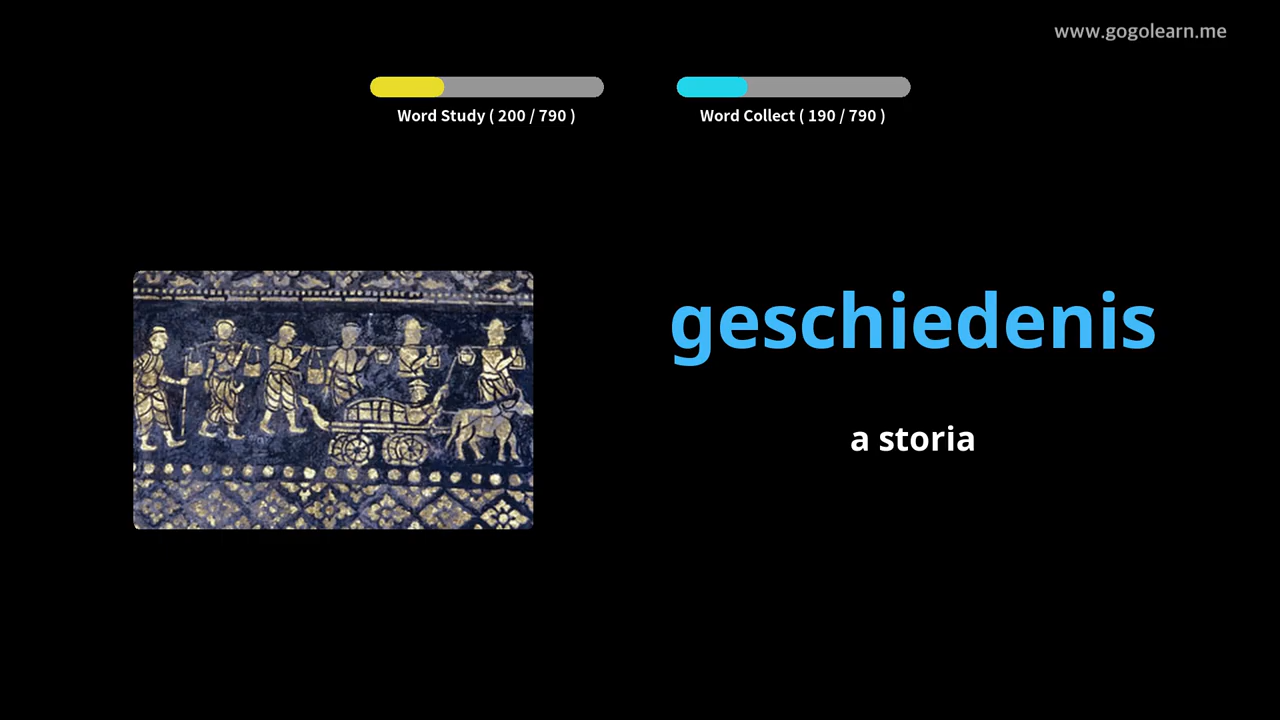 www.gogolearn.me
Word Study ( 200 / 790 )
Word Collect ( 190 / 790 )
geschiedenis
a storia